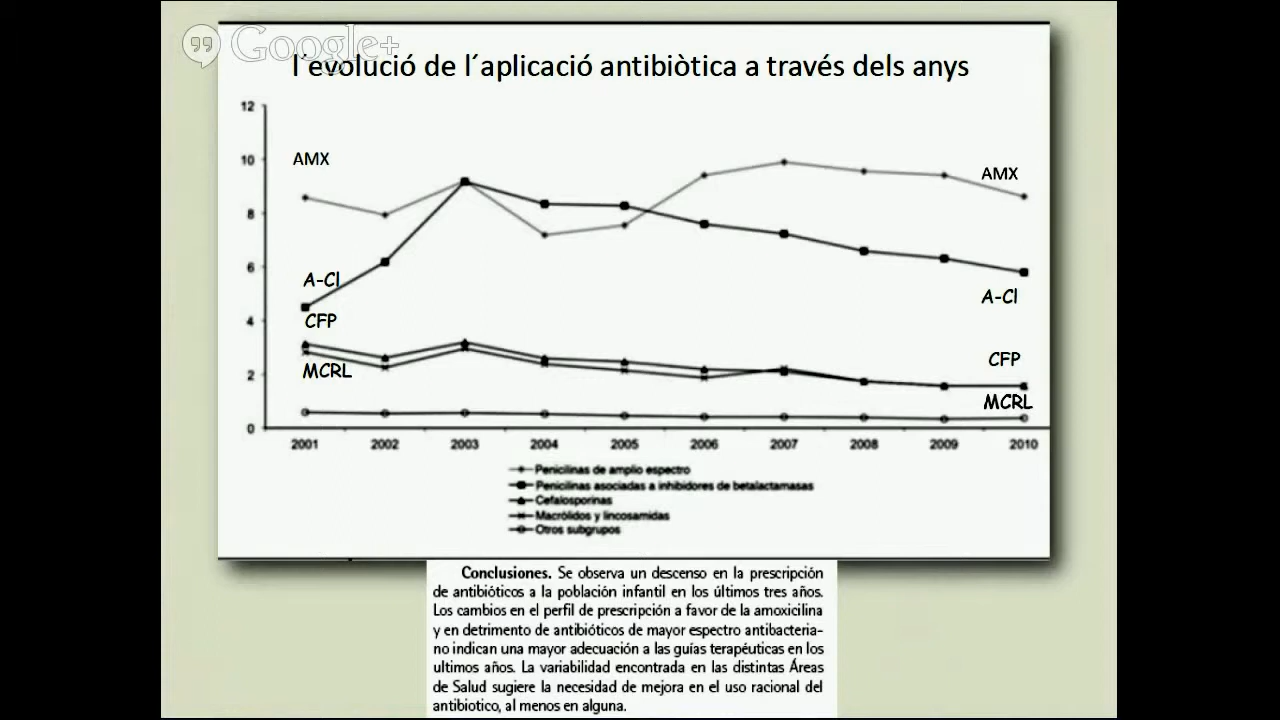 Google+
l´evolució de l´aplicació antibiòtica a través dels anys
12
10
8
6
4
2
0
AMX
A-Cl
CFP
MCRL
AMX
A-Cl
CFP
MCRL
2001 2002 2003 2004 2005 2006 2007 2008 2009 2010
Penicilinas de amplio espectro
Penicilinas asociadas a inhibidores de betalactamasas
Cefalosporinas
Macrólidos y lincosamidas
Otros subgrupos
Conclusiones. Se observa un descenso en la prescripción
de antibióticos a la población infantil en los últimos tres años.
Los cambios en el perfil de prescripción a favor de la amoxicilina
y en detrimento de antibióticos de mayor espectro antibacteria-
no indican una mayor adecuación a las guías terapéuticas en los
ultimos años. La variabilidad encontrada en las distintas Áreas
de Salud sugiere la necesidad de mejora en el uso racional del
antibiotico, al menos en alguna.